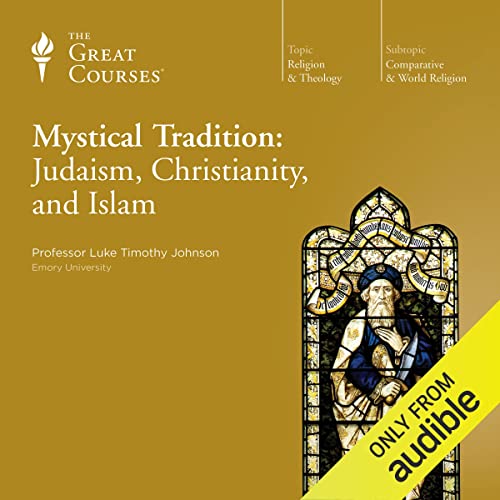 THE
GREAT
COURSES®
Topic
Religion
& Theology
Subtopic
Comparative
& World Religion
Mystical Tradition:
Judaism, Christianity,
and Islam
Professor Luke Timothy Johnson
Emory University
ONLY FROM
audible